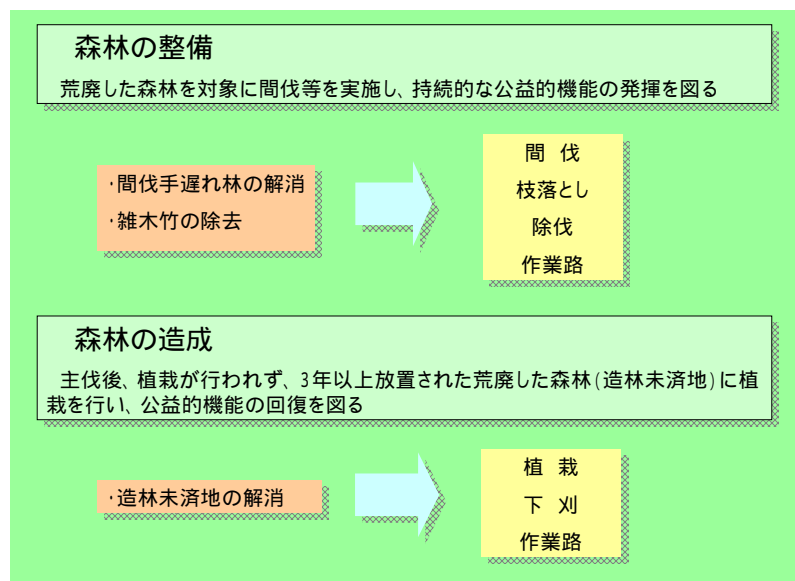 森林の整備
荒廃した森林を対象に間伐等を実施し、持続的な公益的機能の発揮を図る
・間伐手遅れ林の解消
・雑木竹の除去
間 伐
枝落とし
除伐
作業路
森林の造成
主伐後、植栽が行われず、3年以上放置された荒廃した森林(造林未済地)に植
栽を行い、公益的機能の回復を図る
・造林未済地の解消
植 栽
下 刈
作業路